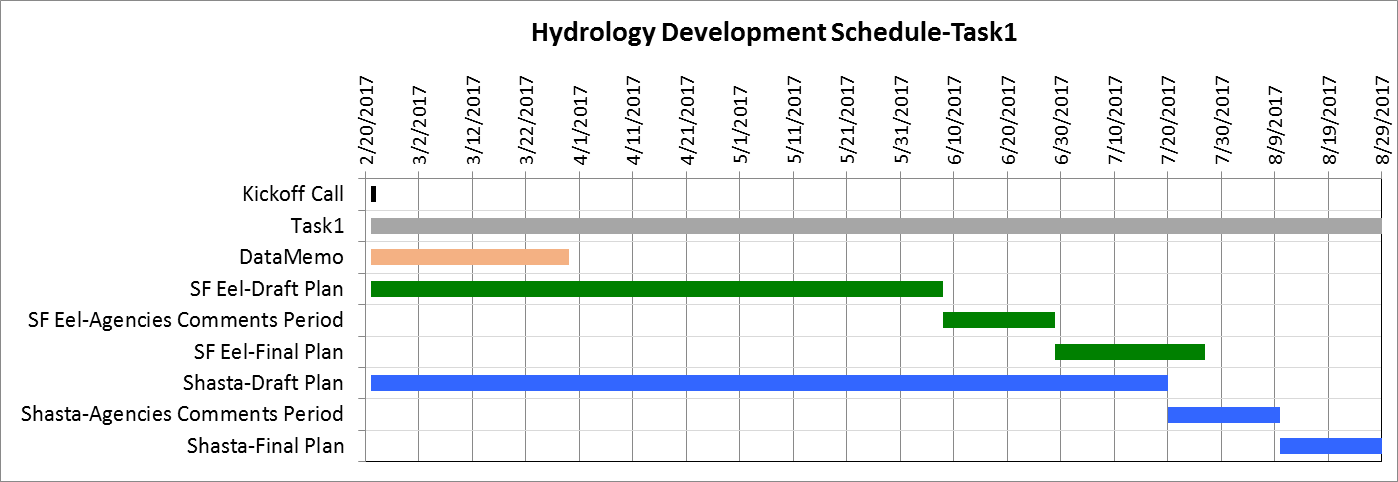 Hydrology Development Schedule-Task1
2/20/2017
3/2/2017
3/12/2017
3/22/2017
4/1/2017
4/11/2017
4/21/2017
5/1/2017
5/11/2017
5/21/2017
5/31/2017
6/10/2017
6/20/2017
6/30/2017
7/10/2017
7/20/2017
7/30/2017
8/9/2017
8/19/2017
8/29/2017
Kickoff Call
Task1
DataMemo
SF Eel-Draft Plan
SF Eel-Agencies Comments Period
SF Eel-Final Plan
Shasta-Draft Plan
Shasta-Agencies Comments Period
Shasta-Final Plan